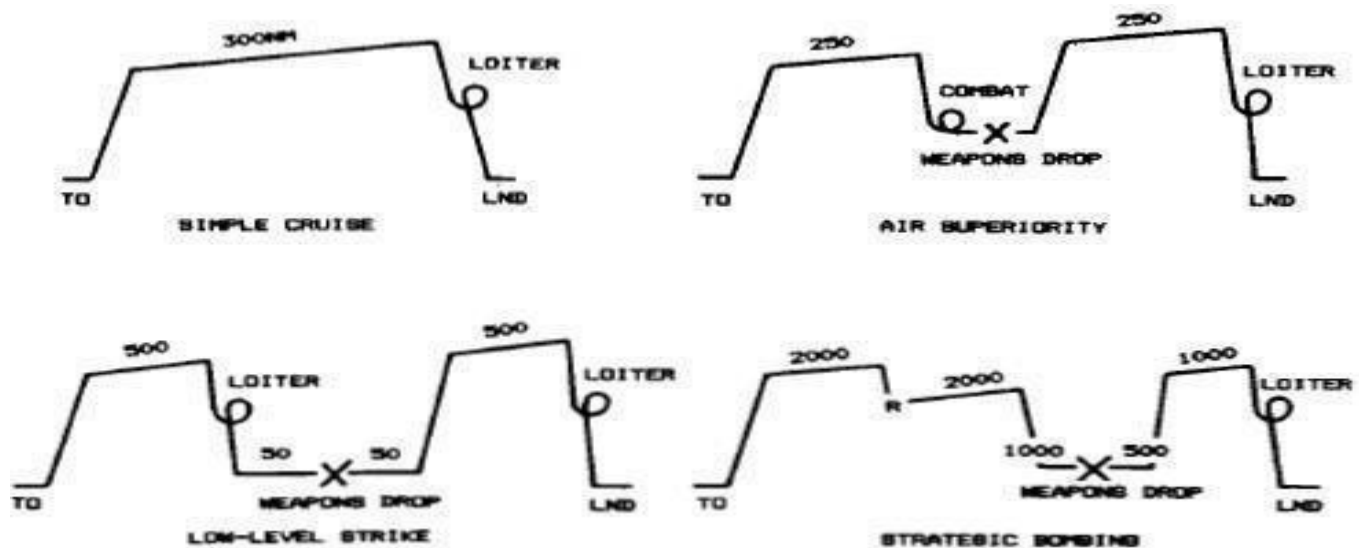 300NM
LOITER
TO
LND
SIMPLE CRUISE
250
250
COMBAT
LOITER
WEAPONS DROP
TO
LND
AIR SUPERIORITY
500
500
LOITER
LOITER
50
50
WEAPONS DROP
TO
LND
LOW-LEVEL STRIKE
2000
R
2000
1000
LOITER
1000
500
WEAPONS DROP
TO
LND
STRATEGIC BOMBING